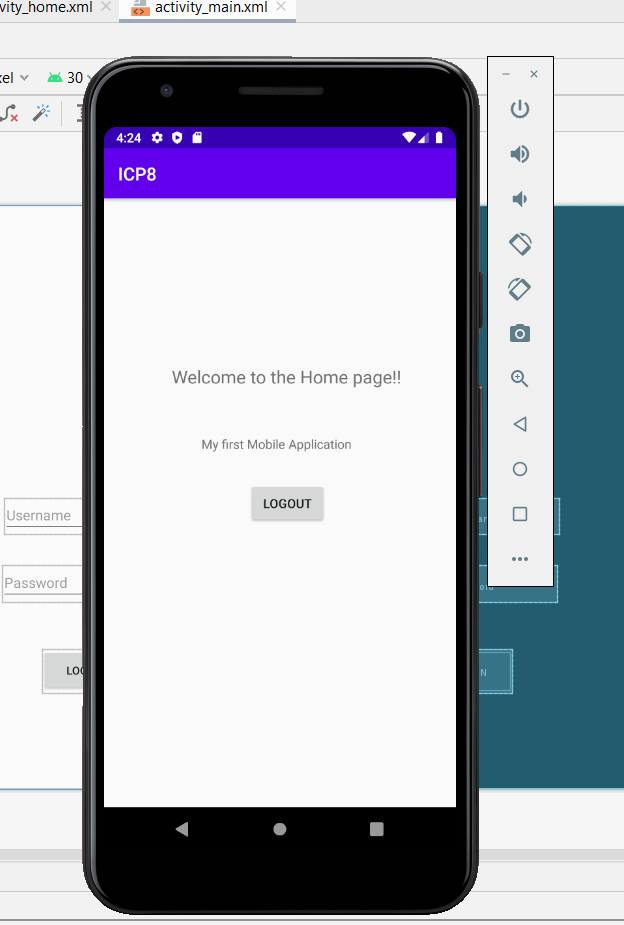 vity_home.xml
activity_main.xml
xel
30
4:24
ICP8
Welcome to the Home page!!
My first Mobile Application
LOGOUT
Username
Password
LOG
N